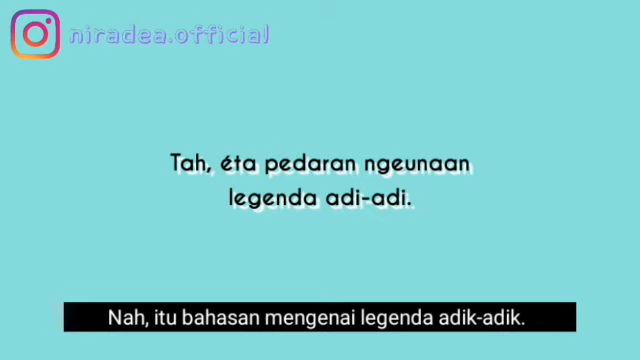 niradea.official
Tah, éta pedaran ngeunaan
legenda adi-adi.
Nah, itu bahasan mengenai legenda adik-adik.